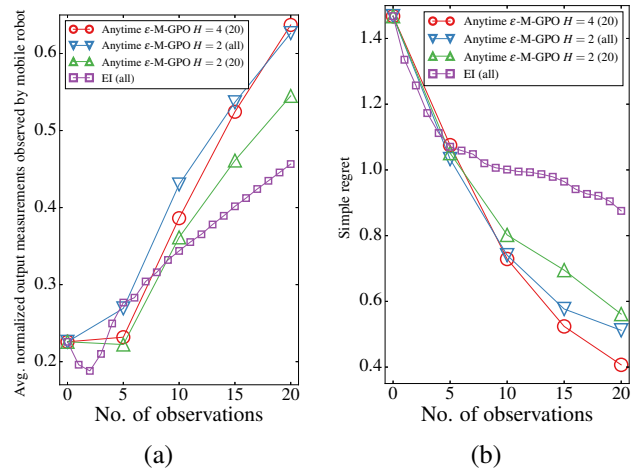 Avg. normalized output measurements observed by mobile robot
0.6
0.5
0.4
0.3
0.2
Anytime ε-M-GPO H = 4 (20)
Anytime ε-M-GPO H = 2 (all)
Anytime ε-M-GPO H = 2 (20)
EI (all)
0 5 10 15 20
No. of observations
(a)
Simple regret
1.4
1.2
1.0
0.8
0.6
0.4
Anytime ε-M-GPO H = 4 (20)
Anytime ε-M-GPO H = 2 (all)
Anytime ε-M-GPO H = 2 (20)
EI (all)
0 5 10 15 20
No. of observations
(b)